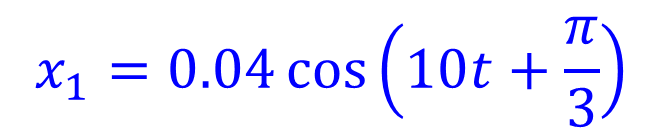 x₁ = 0.04 cos(10t + π/3)